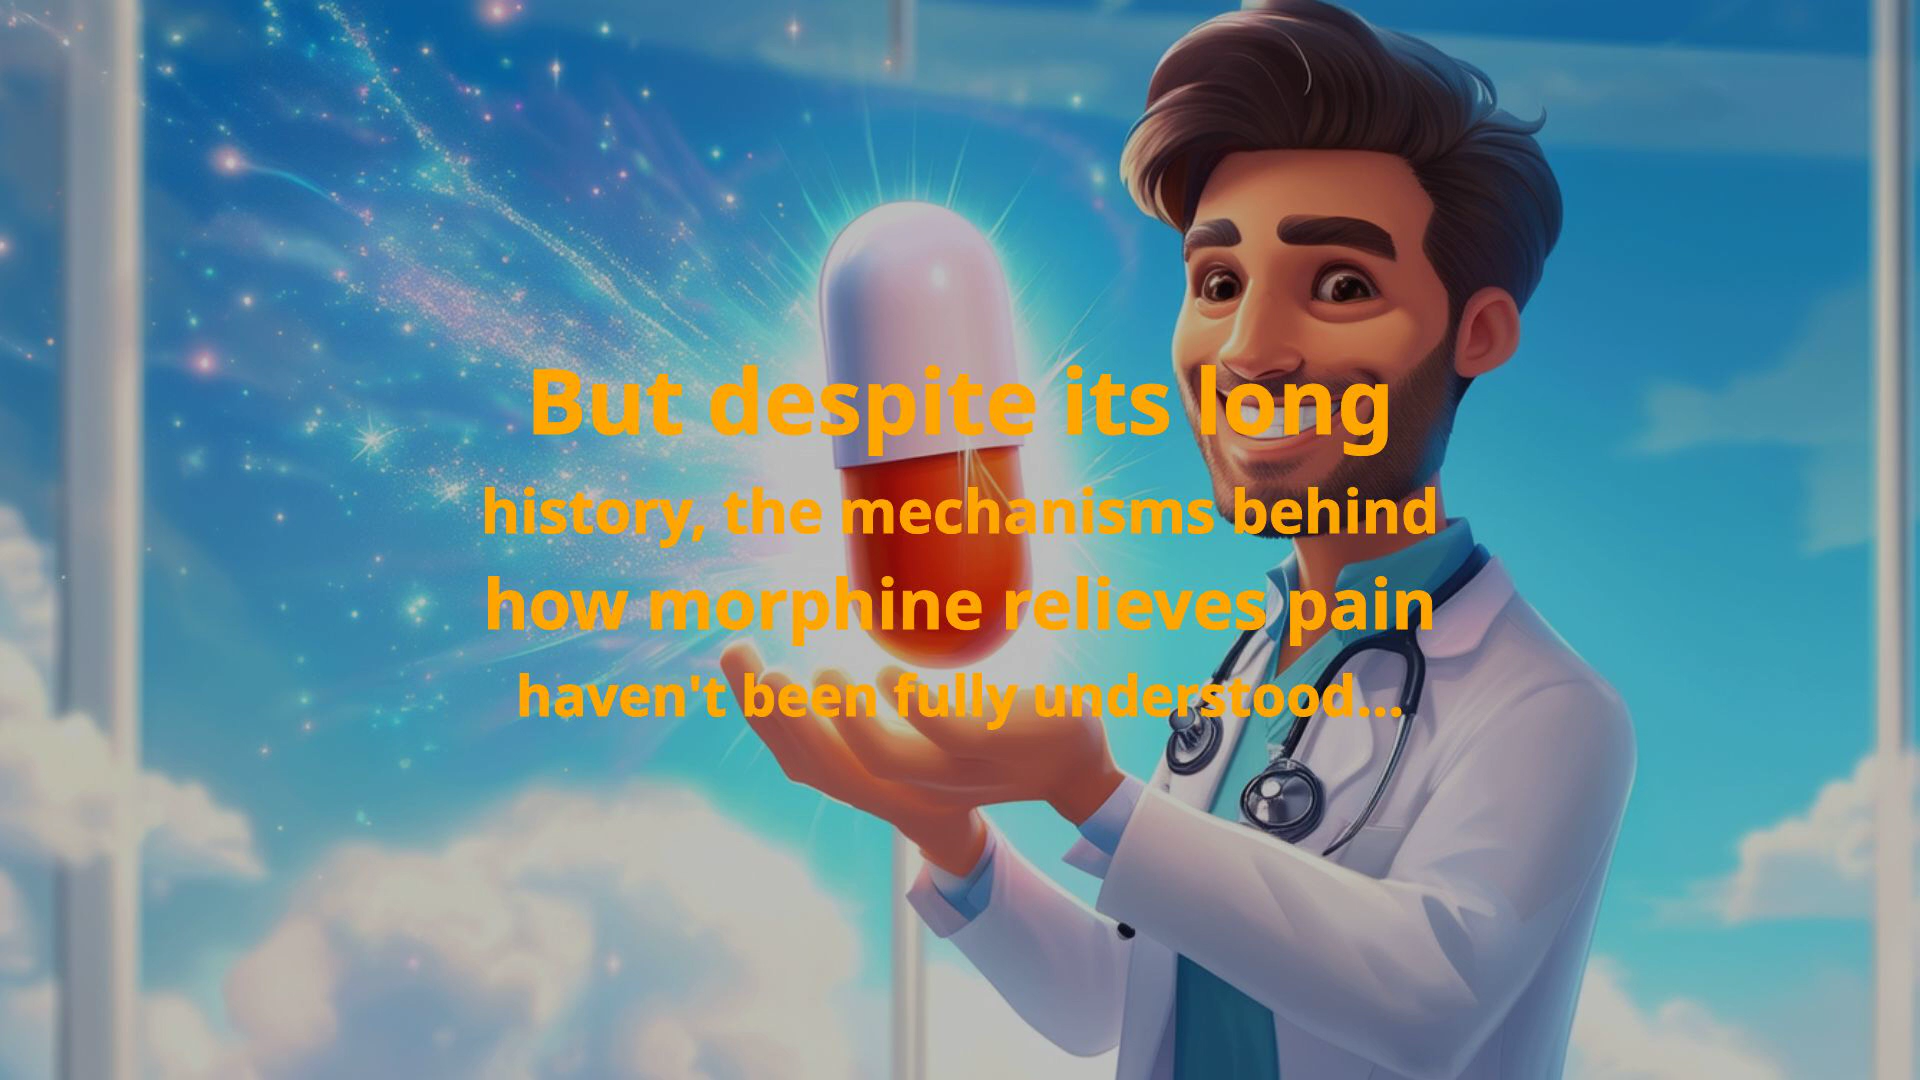 But despite its long
history, the mechanisms behind
how morphine relieves pain
haven't been fully understood...